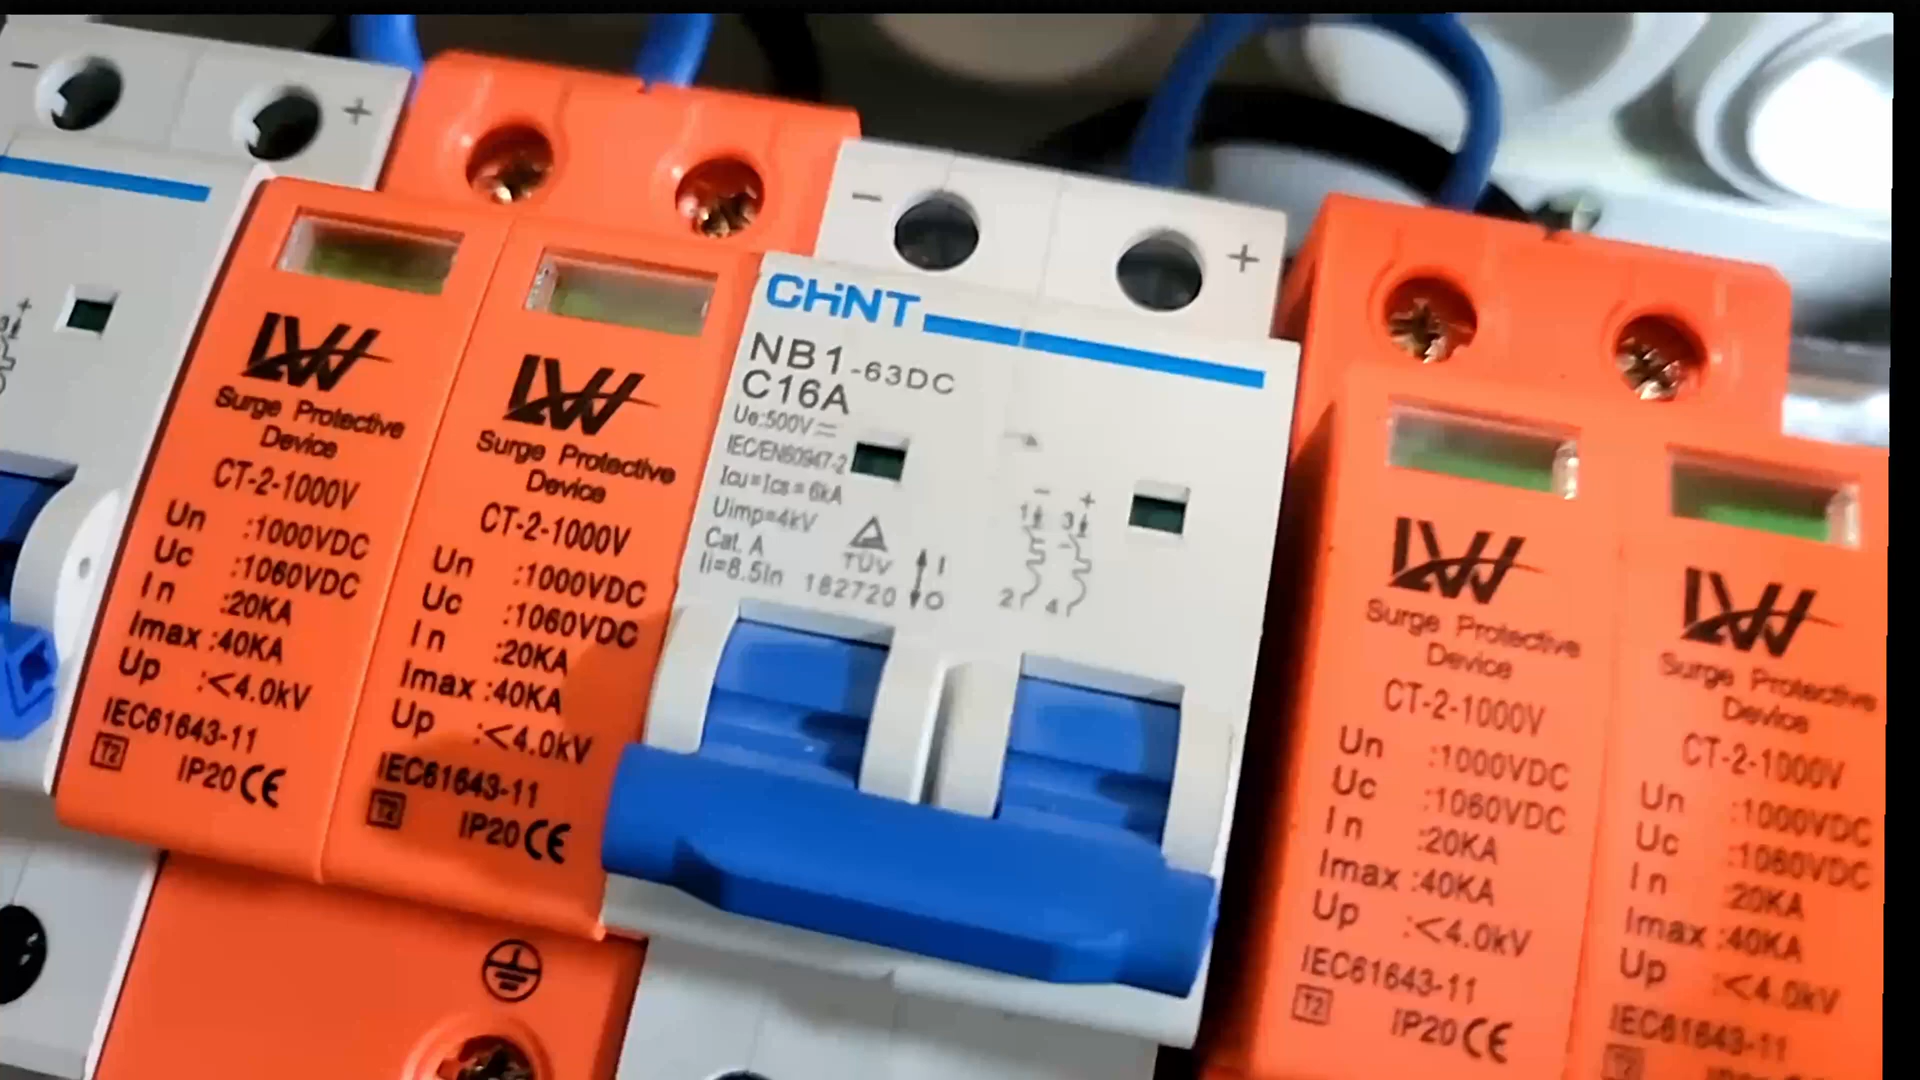 -
+
3
+
LW
Surge Protective
Device
CT-2-1000V
Un :1000VDC
Uc :1060VDC
In :20KA
Imax :40KA
Up :<4.0kV
IEC61643-11
T2
IP20 CE
LW
Surge Protective
Device
CT-2-1000V
Un :1000VDC
Uc :1060VDC
In :20KA
Imax :40KA
Up :<4.0kV
IEC61643-11
T2
IP20 CE
-
+
CHNT
NB1-63DC
C16A
Ue:500V⎓
IEC/EN60947-2
Icu=Ics=6kA
Uimp=4kV
Cat. A
Ii=8.5In
TÜV
182720
I
O
- +
1 3
2 4
LW
Surge Protective
Device
CT-2-1000V
Un :1000VDC
Uc :1060VDC
In :20KA
Imax :40KA
Up :<4.0kV
IEC61643-11
T2
IP20 CE
LW
Surge Protective
Device
CT-2-1000V
Un :1000VDC
Uc :1060VDC
In :20KA
Imax :40KA
Up :<4.0kV
IEC61643-11
T2